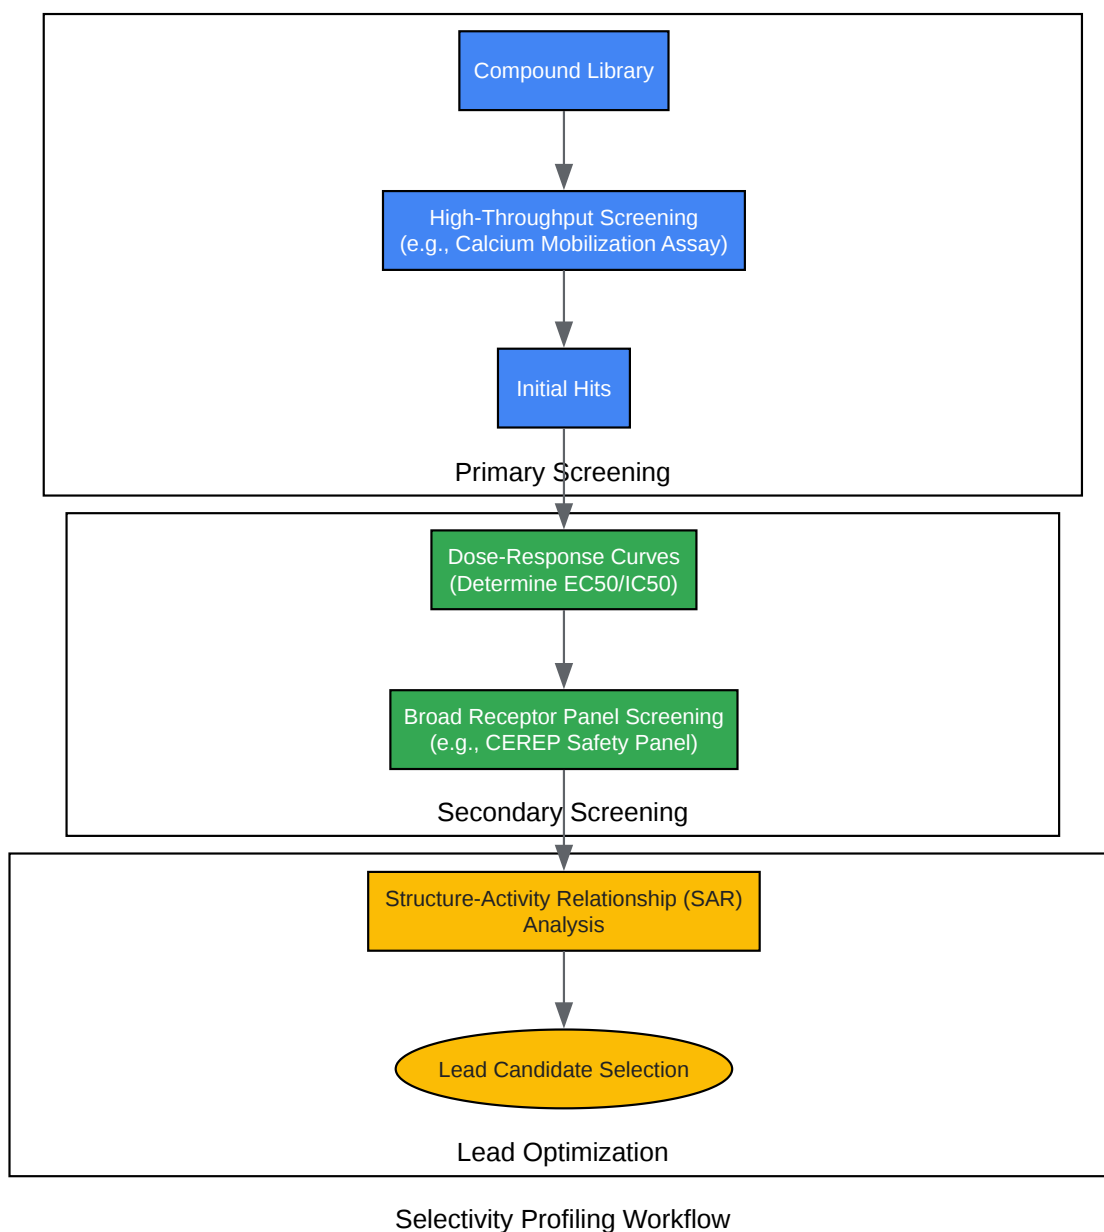 Compound Library
High-Throughput Screening
(e.g., Calcium Mobilization Assay)
Initial Hits
Primary Screening
Dose-Response Curves
(Determine EC50/IC50)
Broad Receptor Panel Screening
(e.g., CEREP Safety Panel)
Secondary Screening
Structure-Activity Relationship (SAR)
Analysis
Lead Candidate Selection
Lead Optimization
Selectivity Profiling Workflow